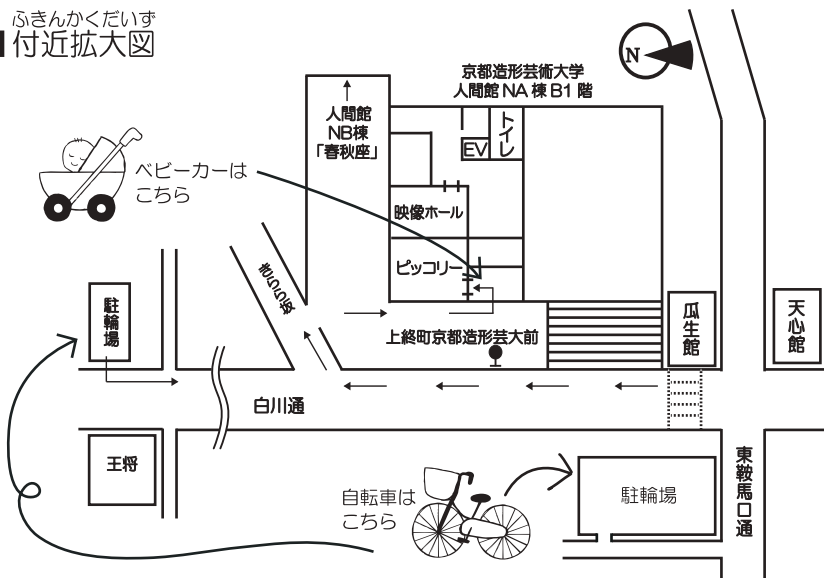 ふきんかくだいず
付近拡大図
N
京都造形芸術大学
人間館 NA 棟 B1 階
人間館
NB棟
「春秋座」
トイレ
EV
ベビーカーは
こちら
映像ホール
ピッコリー
きらら坂
駐輪場
瓜生館
天心館
上終町京都造形芸大前
白川通
王将
東鞍馬口通
自転車は
こちら
駐輪場